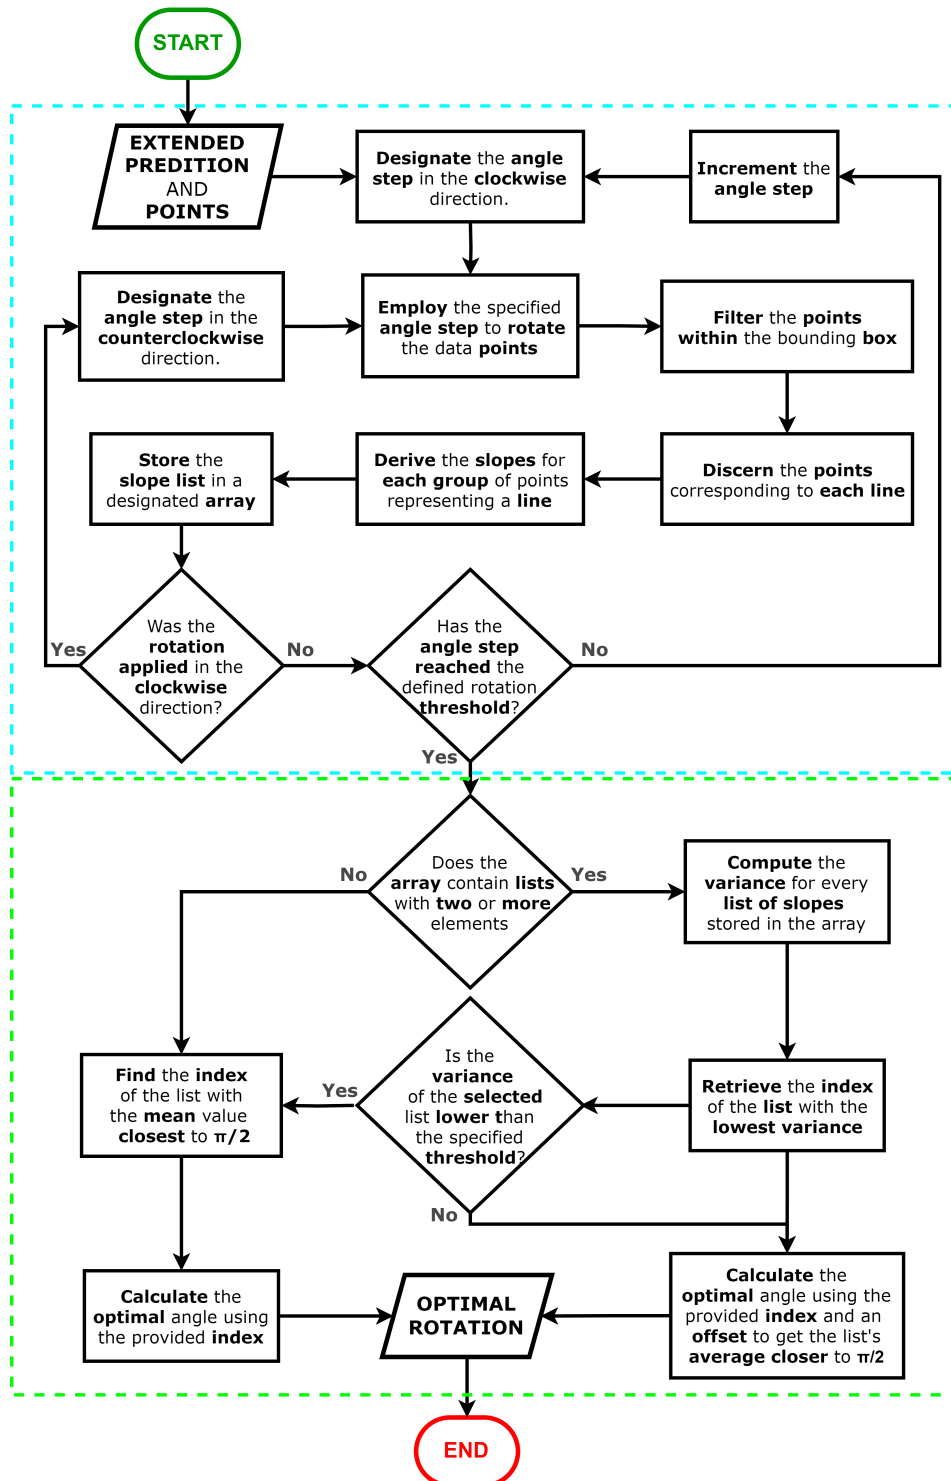 START
EXTENDED
PREDITION
AND
POINTS
Designate the angle
step in the clockwise
direction.
Increment the
angle step
Designate the
angle step in the
counterclockwise
direction.
Employ the specified
angle step to rotate
the data points
Filter the points
within the bounding box
Store the
slope list in a
designated array
Derive the slopes for
each group of points
representing a line
Discern the points
corresponding to each line
Was the
rotation
applied in the
clockwise
direction?
Yes
No
Has the
angle step
reached the
defined rotation
threshold?
No
Yes
Does the
array contain lists
with two or more
elements
No
Yes
Compute the
variance for every
list of slopes
stored in the array
Find the index
of the list with
the mean value
closest to π/2
Yes
Is the
variance
of the selected
list lower than
the specified
threshold?
No
Retrieve the index
of the list with the
lowest variance
Calculate the
optimal angle using
the provided index
OPTIMAL
ROTATION
Calculate the
optimal angle using the
provided index and an
offset to get the list's
average closer to π/2
END